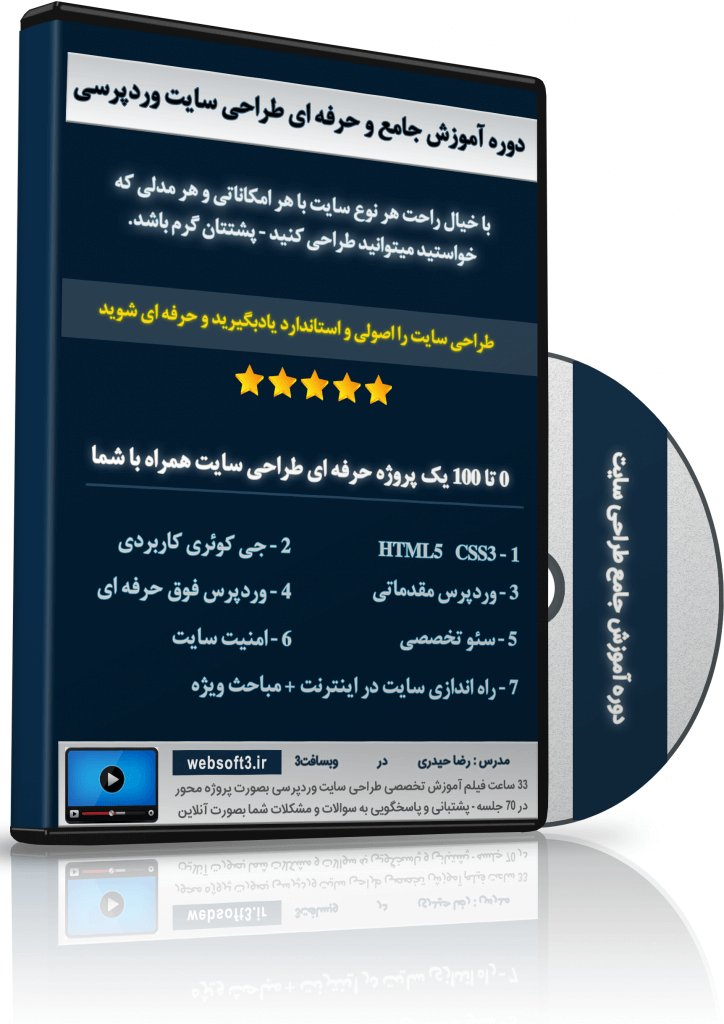 دوره آموزش جامع و حرفه ای طراحی سایت وردپرسی
با خیال راحت هر نوع سایت با هر امکاناتی و هر مدلی که
خواستید میتوانید طراحی کنید - پشتتان گرم باشد.
طراحی سایت را اصولی و استاندارد یادبگیرید و حرفه ای شوید
0 تا 100 یک پروژه حرفه ای طراحی سایت همراه با شما
1 - HTML5 CSS3 2 - جی کوئری کاربردی
3 - وردپرس مقدماتی 4 - وردپرس فوق حرفه ای
5 - سئو تخصصی 6 - امنیت سایت
7 - راه اندازی سایت در اینترنت + مباحث ویژه
مدرس : رضا حیدری در وبسافت3 websoft3.ir
33 ساعت فیلم آموزش تخصصی طراحی سایت وردپرسی بصورت پروژه محور
در 70 جلسه - پشتیبانی و پاسخگویی به سوالات و مشکلات شما بصورت آنلاین
دوره آموزش جامع طراحی سایت